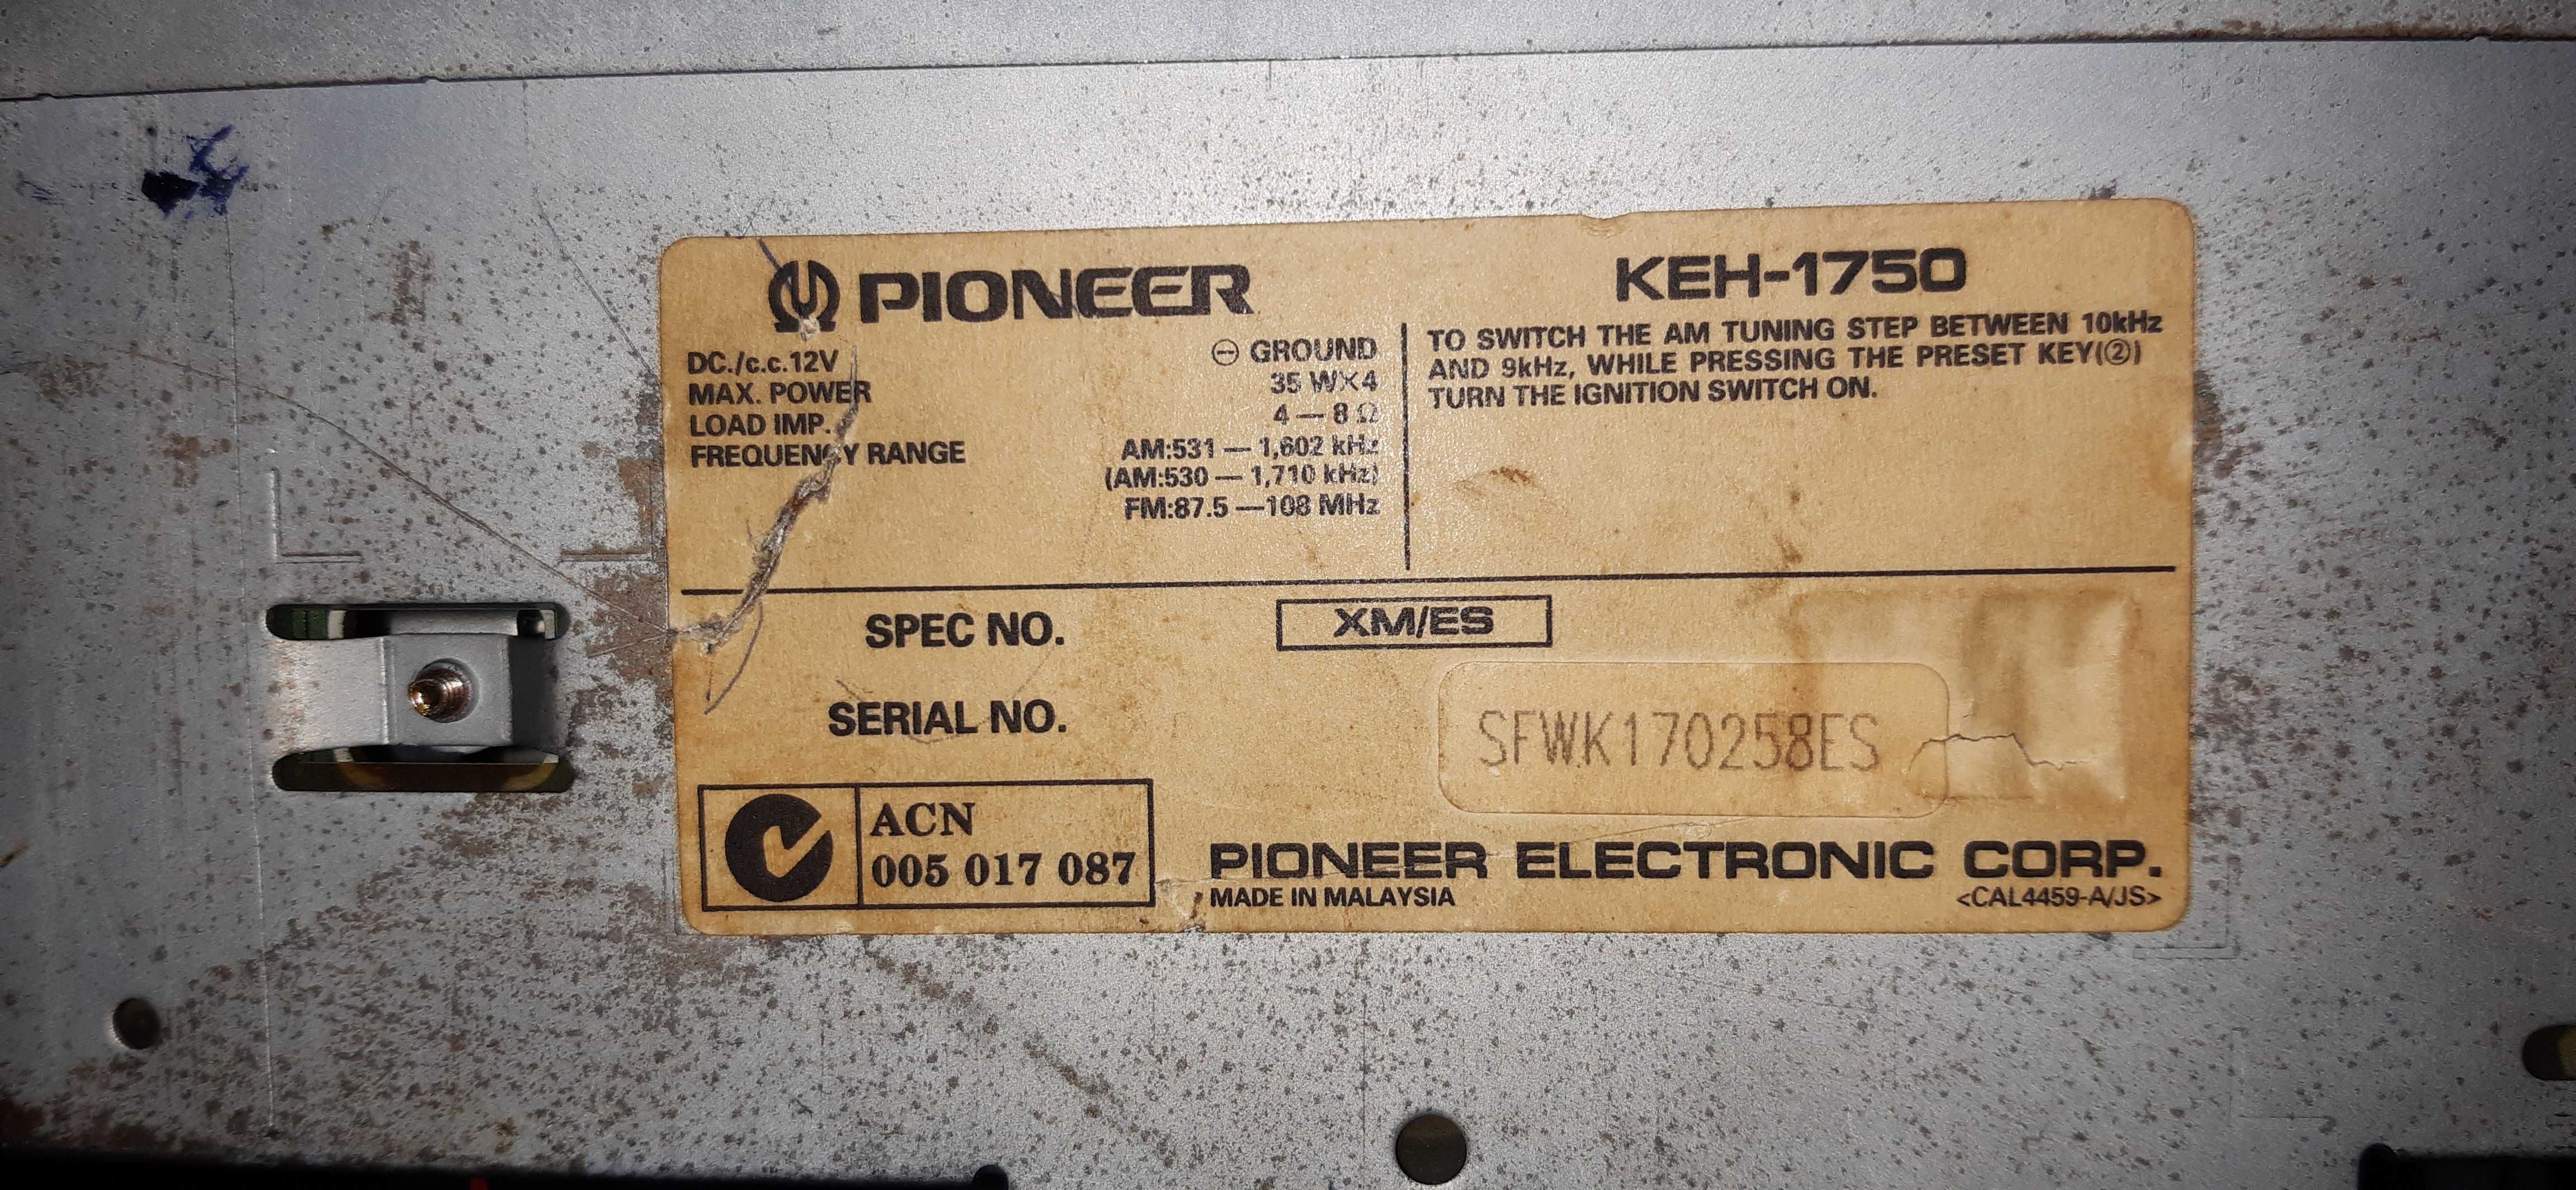 PIONEER
KEH-1750
DC./c.c.12V ⊖ GROUND
MAX. POWER 35 W×4
LOAD IMP. 4 — 8 Ω
FREQUENCY RANGE AM:531 — 1,602 kHz
(AM:530 — 1,710 kHz)
FM:87.5 —108 MHz
TO SWITCH THE AM TUNING STEP BETWEEN 10kHz
AND 9kHz, WHILE PRESSING THE PRESET KEY(②)
TURN THE IGNITION SWITCH ON.
SPEC NO. XM/ES
SERIAL NO. SFWK170258ES
ACN
005 017 087
PIONEER ELECTRONIC CORP.
MADE IN MALAYSIA <CAL4459-A/JS>